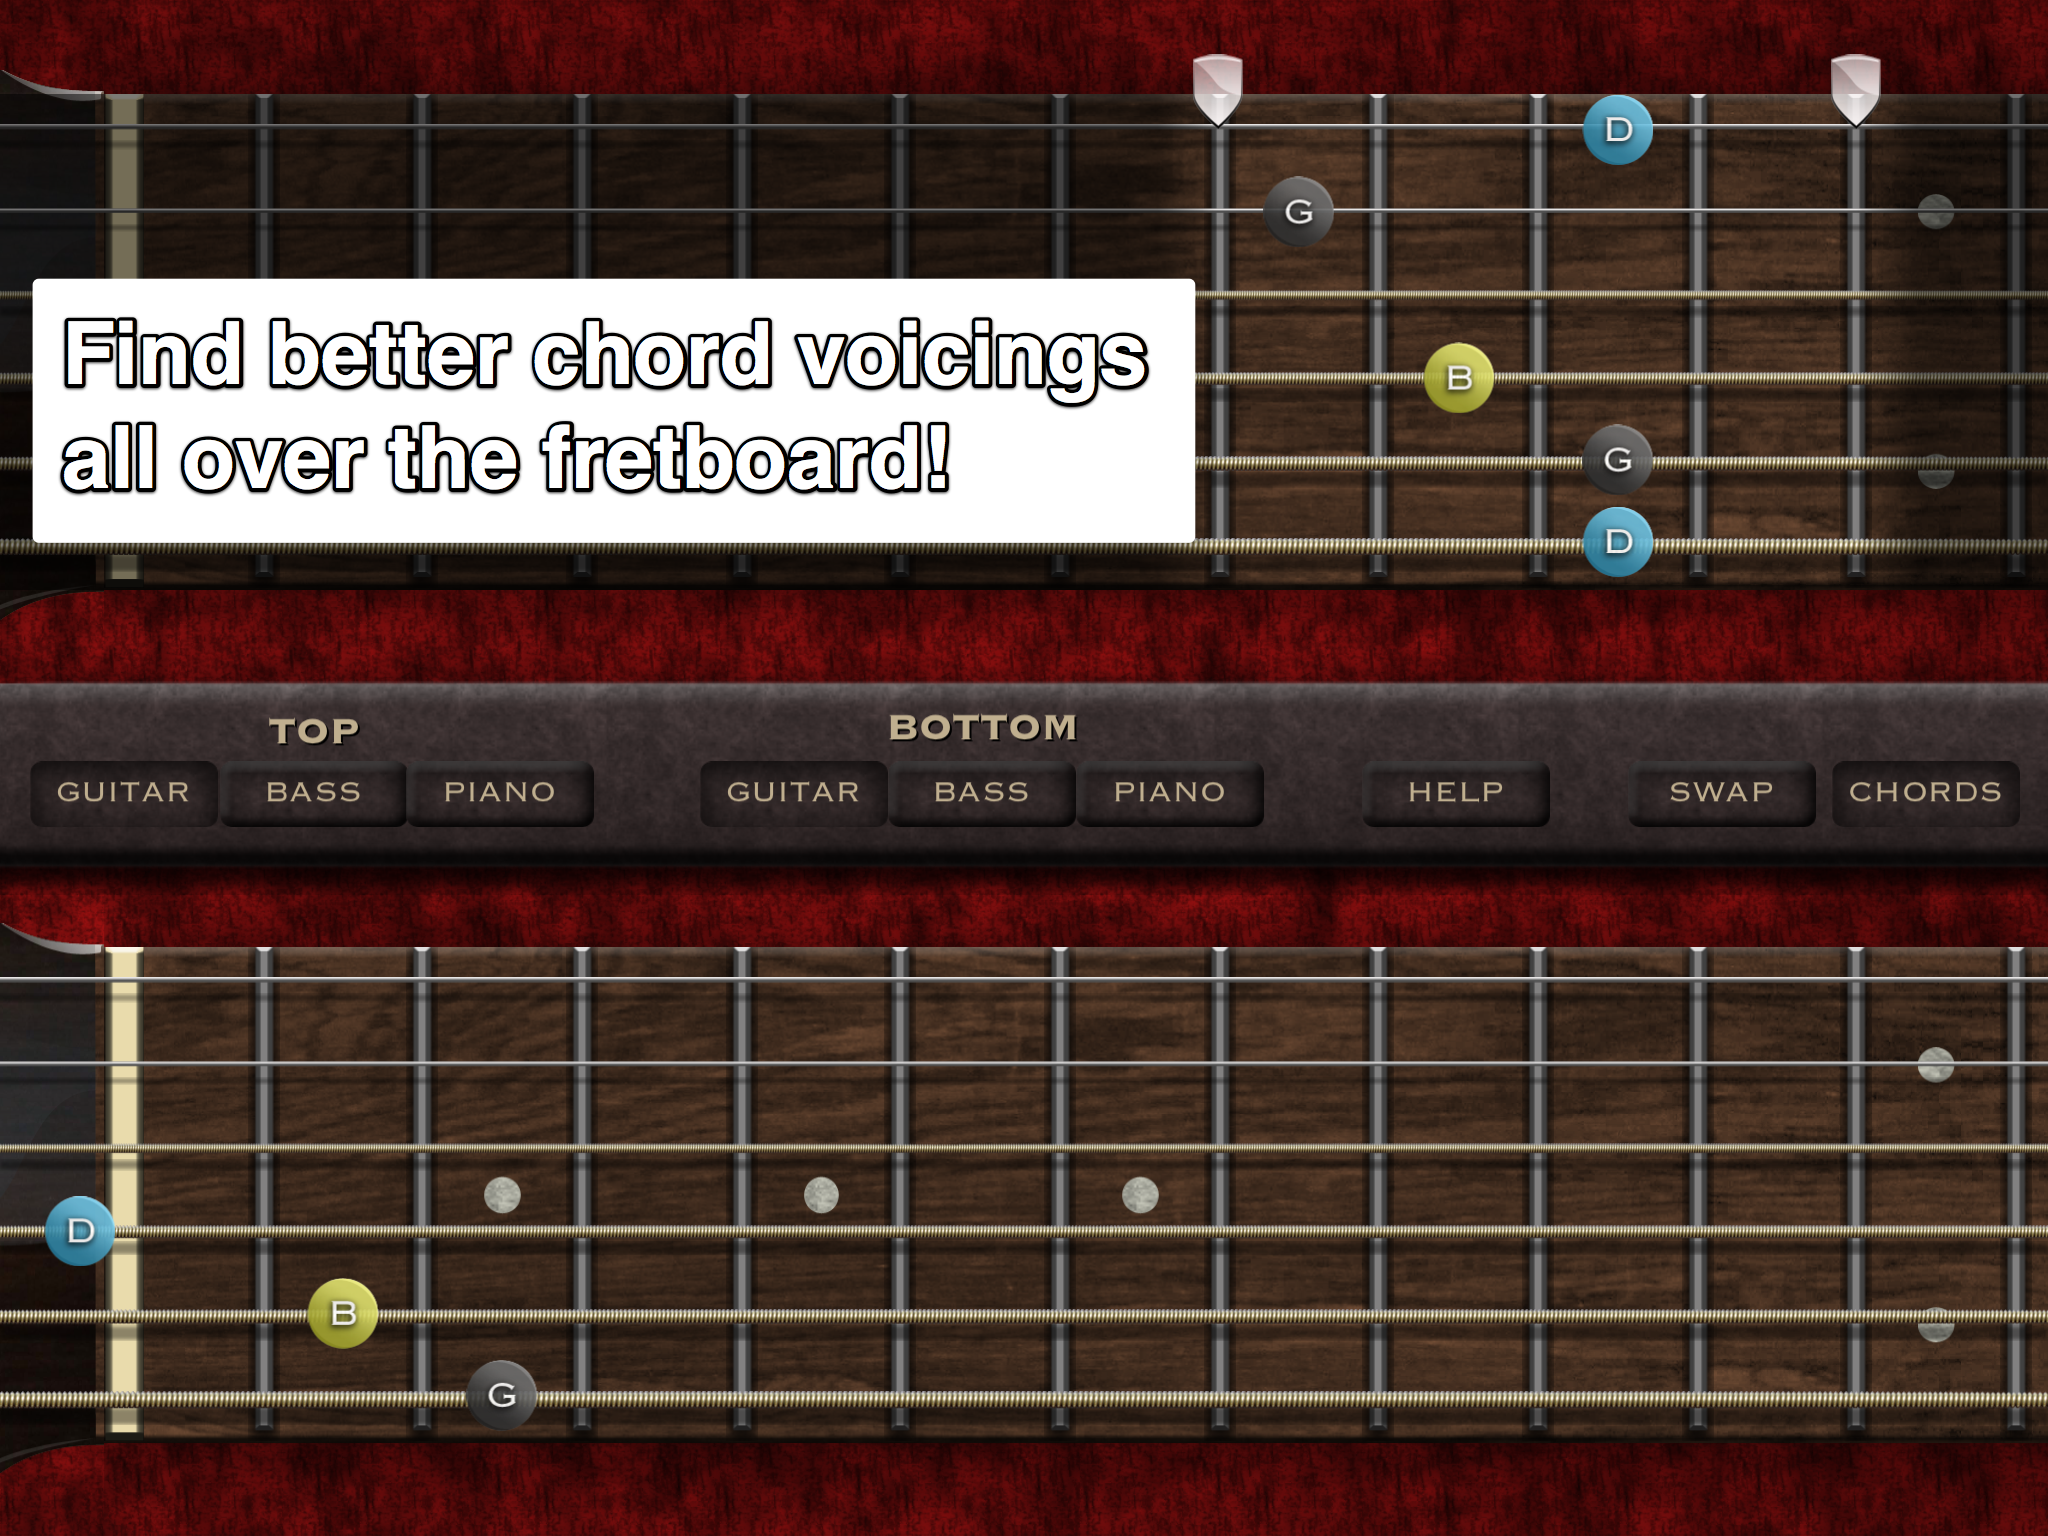 D
G
Find better chord voicings
all over the fretboard!
B
G
D
TOP BOTTOM
GUITAR BASS PIANO GUITAR BASS PIANO HELP SWAP CHORDS
D
B
G